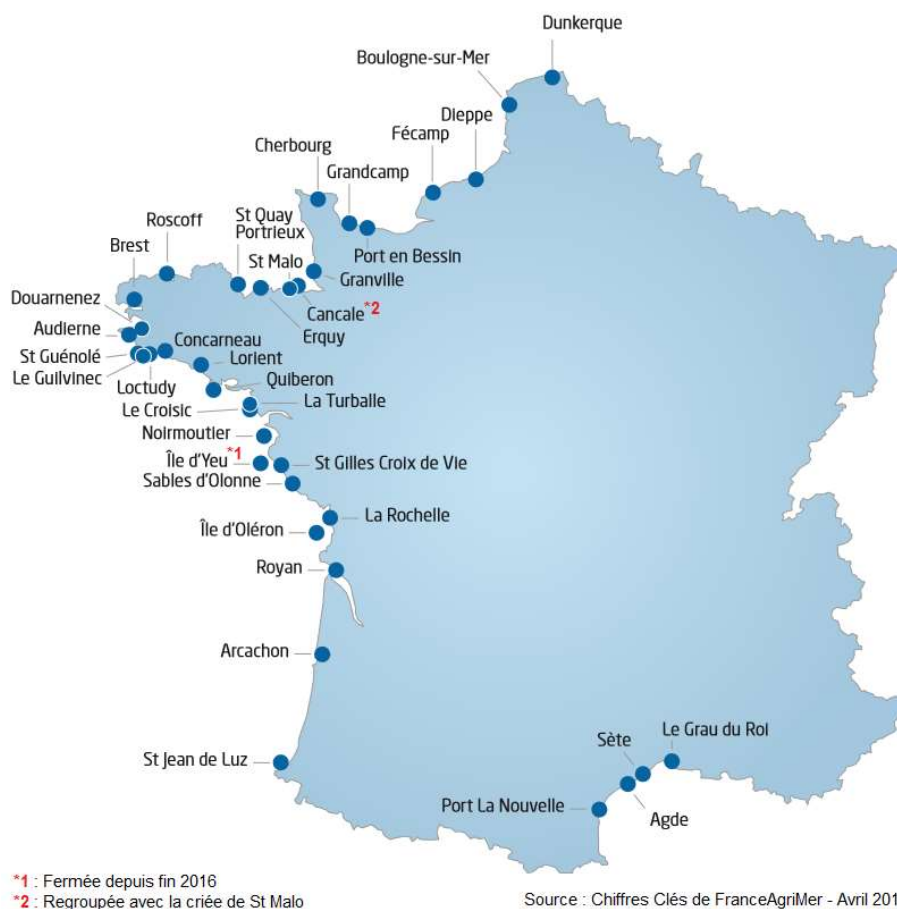 Dunkerque
Boulogne-sur-Mer
Dieppe
Fécamp
Cherbourg
Grandcamp
Port en Bessin
St Quay
Portrieux
Roscoff
Brest
St Malo
Granville
Cancale *2
Erquy
Douarnenez
Audierne
St Guénolé
Le Guilvinec
Concarneau
Lorient
Loctudy
Quiberon
La Turballe
Le Croisic
Noirmoutier
Île d'Yeu *1
St Gilles Croix de Vie
Sables d'Olonne
La Rochelle
Île d'Oléron
Royan
Arcachon
St Jean de Luz
Le Grau du Roi
Sète
Port La Nouvelle
Agde
*1 : Fermée depuis fin 2016
*2 : Regroupée avec la criée de St Malo
Source : Chiffres Clés de FranceAgriMer - Avril 201